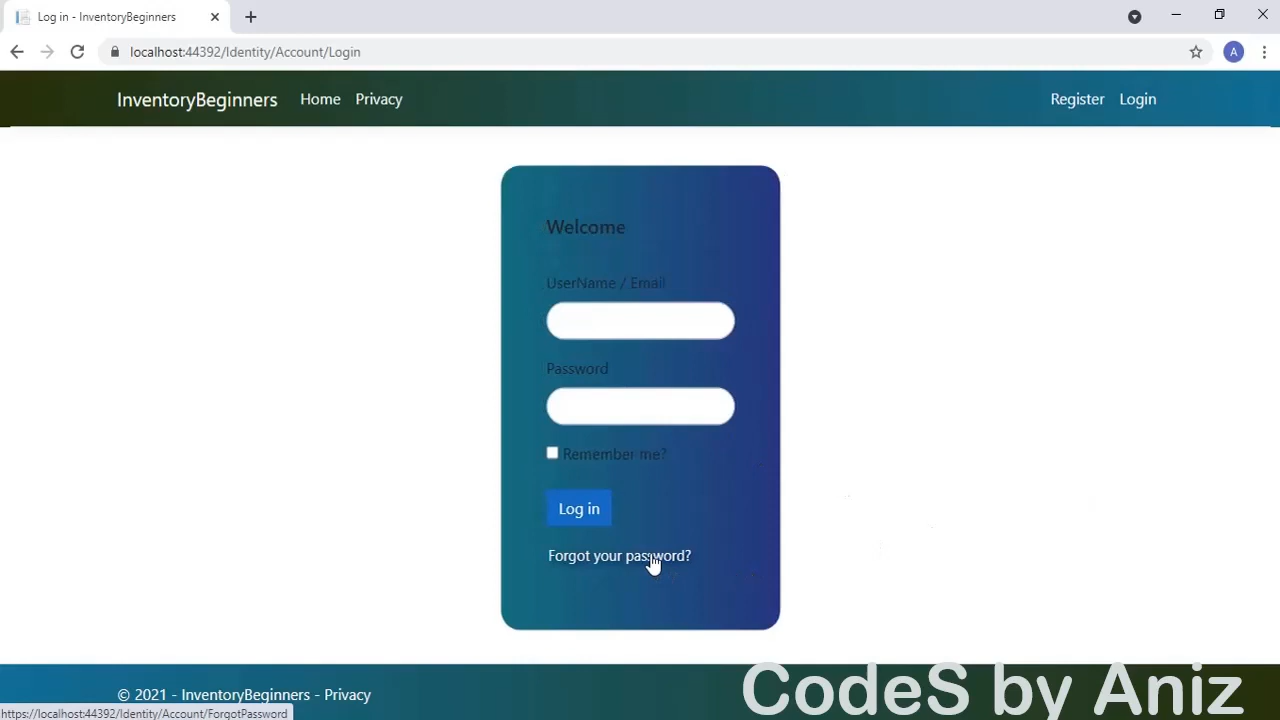 Log in - InventoryBeginners
localhost:44392/Identity/Account/Login
A
InventoryBeginners Home Privacy Register Login
Welcome
UserName / Email
Password
Remember me?
Log in
Forgot your password?
© 2021 - InventoryBeginners - Privacy
CodeS by Aniz
https://localhost:44392/Identity/Account/ForgotPassword